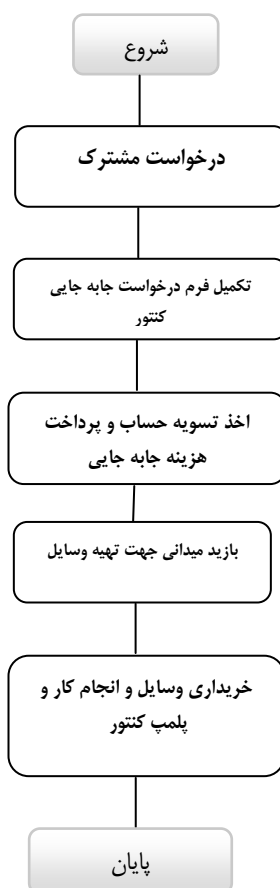 شروع
درخواست مشترک
تکمیل فرم درخواست جابه جایی
کنتور
اخذ تسویه حساب و پرداخت
هزینه جابه جایی
بازید میدانی جهت تهیه وسایل
خریداری وسایل و انجام کار و
پلمپ کنتور
پایان